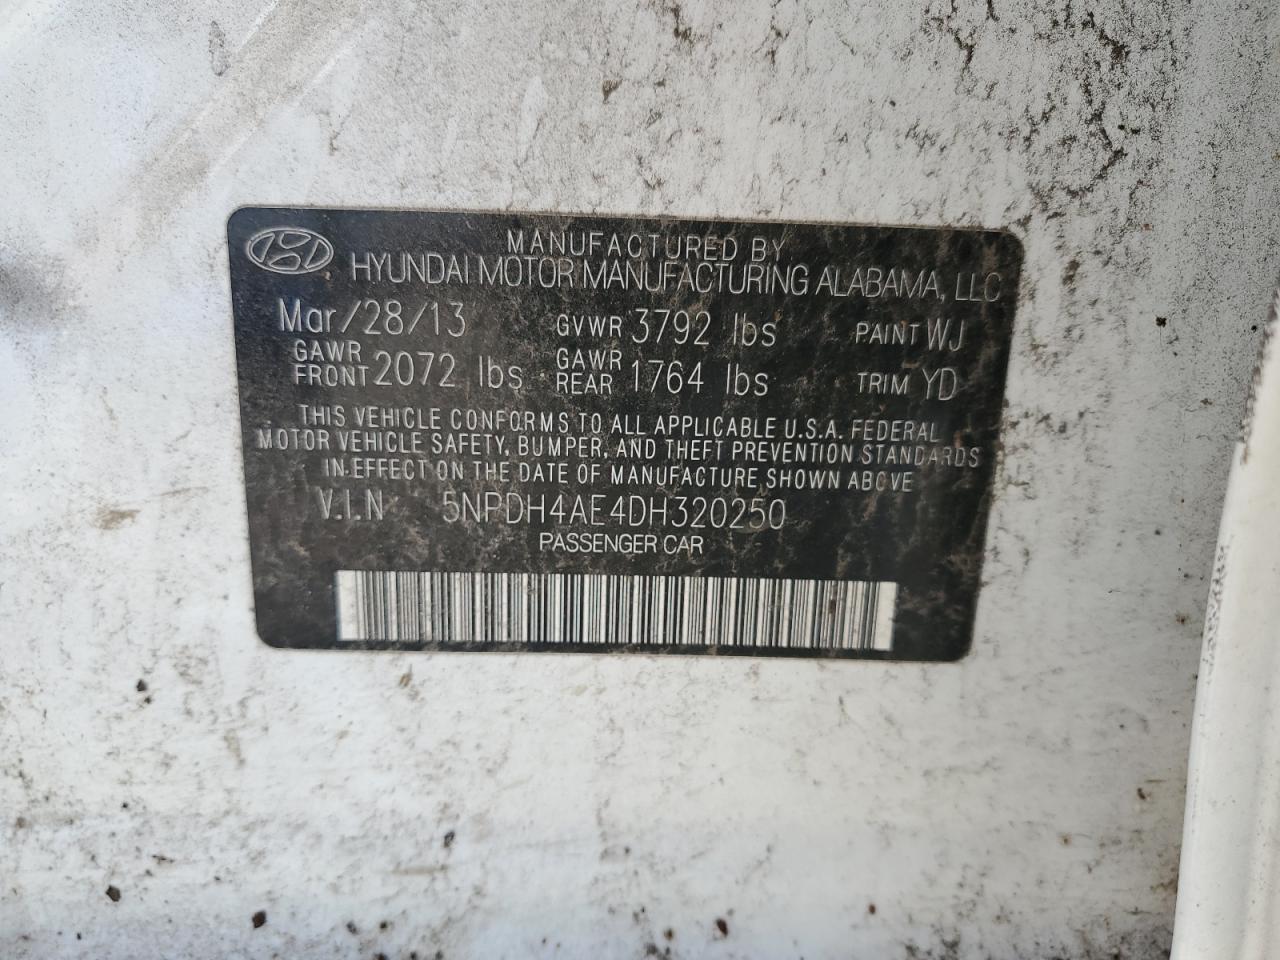 MANUFACTURED BY
HYUNDAI MOTOR MANUFACTURING ALABAMA, LLC
Mar/28/13 GVWR 3792 lbs PAINT WJ
GAWR FRONT 2072 lbs GAWR REAR 1764 lbs TRIM YD
THIS VEHICLE CONFORMS TO ALL APPLICABLE U.S.A. FEDERAL
MOTOR VEHICLE SAFETY, BUMPER, AND THEFT PREVENTION STANDARDS
IN EFFECT ON THE DATE OF MANUFACTURE SHOWN ABOVE
V.I.N 5NPDH4AE4DH320250
PASSENGER CAR